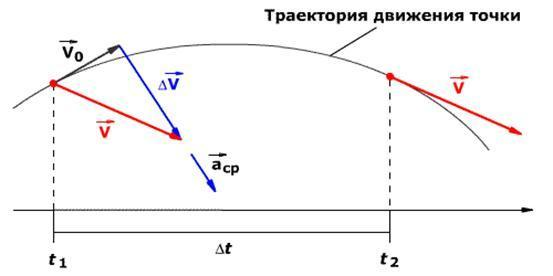 Траектория движения точки
V₀
ΔV
V
V
aср
Δt
t₁
t₂